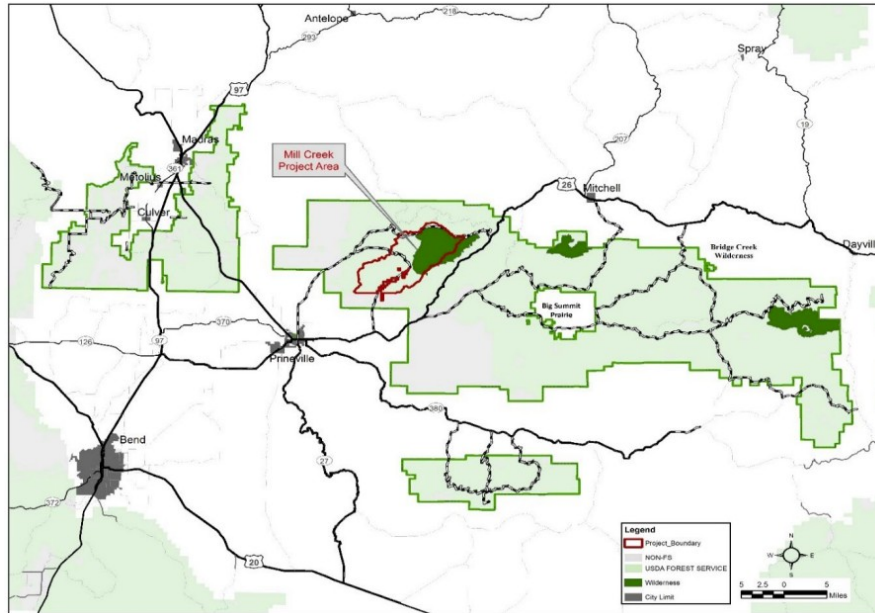 Antelope
218
293
Spray
97
19
Madras
207
361
Mill Creek
Project Area
Metolius
26
Mitchell
Culver
Bridge Creek
Wilderness
Dayville
Big Summit
Prairie
370
126
97
Prineville
380
Bend
27
372
20
Legend
Project_Boundary
NON-FS
USDA FOREST SERVICE
Wilderness
City Limit
N
W
E
S
5 2.5 0 5
Miles